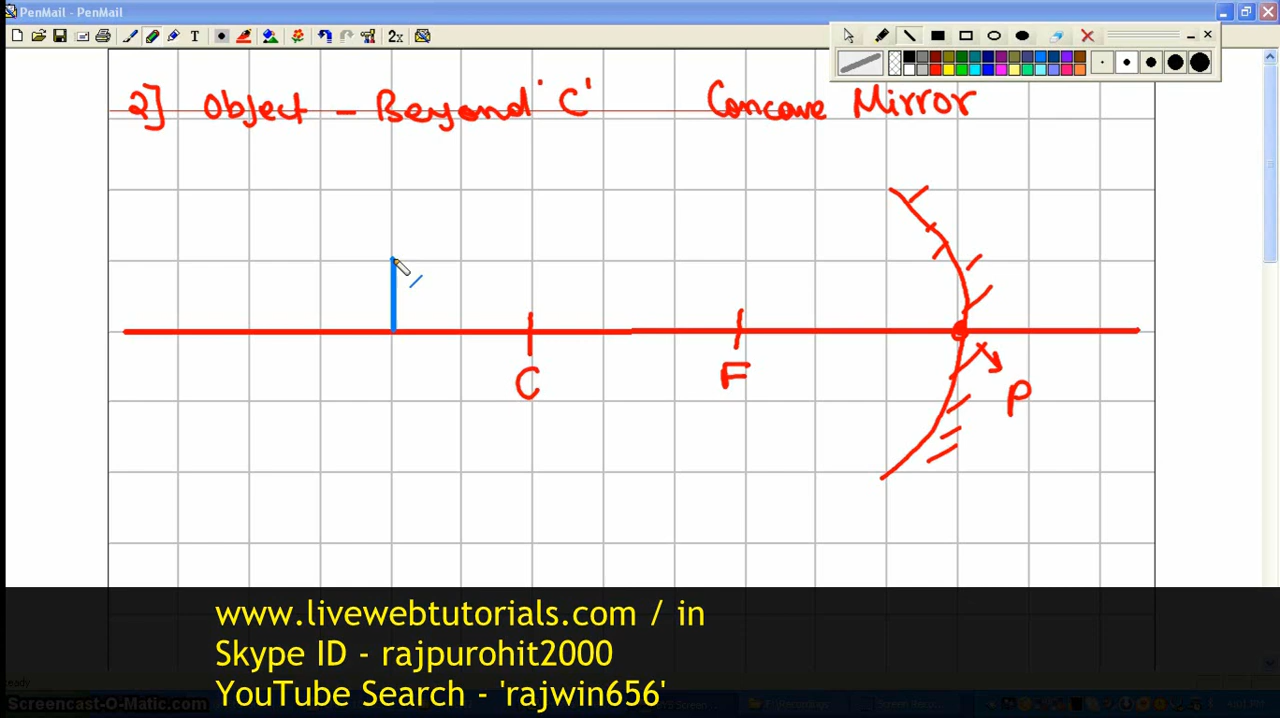 PenMail - PenMail
T
2x
2] Object - Beyond 'C' Concave Mirror
C
F
P
www.livewebtutorials.com / in
Skype ID - rajpurohit2000
YouTube Search - 'rajwin656'
Screencast-O-Matic.com